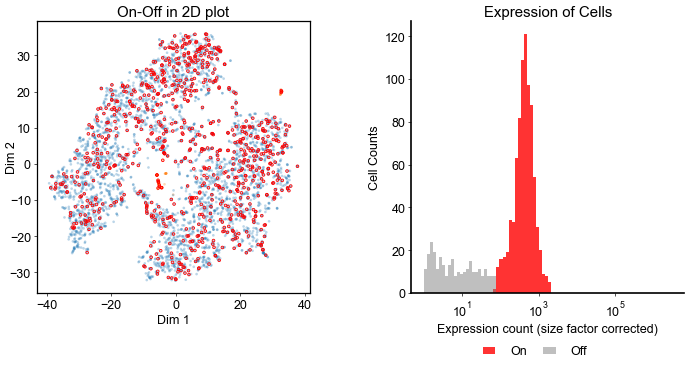 On-Off in 2D plot
Dim 2
30
20
10
0
−10
−20
−30
−40
−20
0
20
40
Dim 1
Expression of Cells
Cell Counts
120
100
80
60
40
20
0
10^1
10^3
10^5
Expression count (size factor corrected)
On
Off